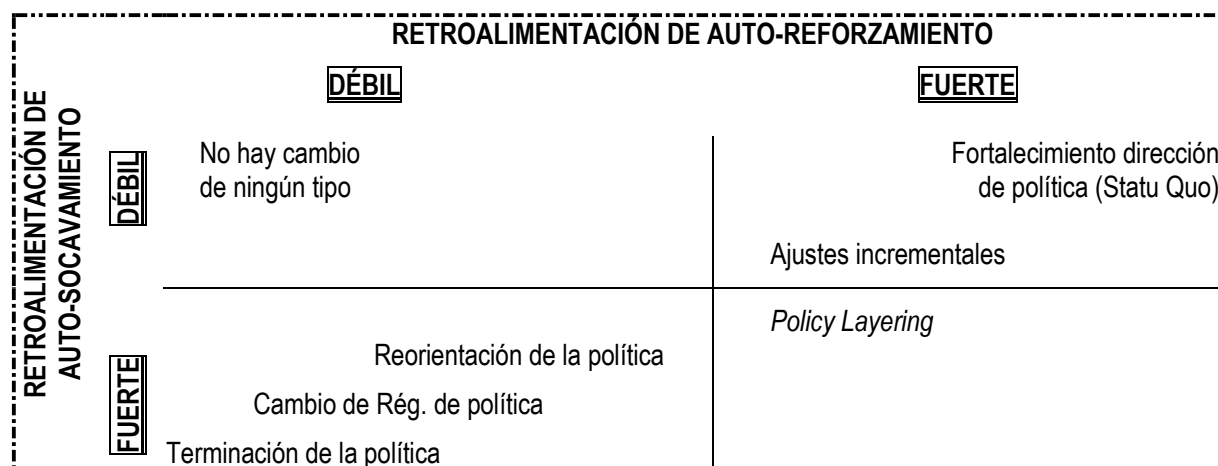 RETROALIMENTACIÓN DE AUTO-REFORZAMIENTO
DÉBIL
FUERTE
RETROALIMENTACIÓN DE
AUTO-SOCAVAMIENTO
DÉBIL
No hay cambio
de ningún tipo
Fortalecimiento dirección
de política (Statu Quo)
Ajustes incrementales
FUERTE
Policy Layering
Reorientación de la política
Cambio de Rég. de política
Terminación de la política